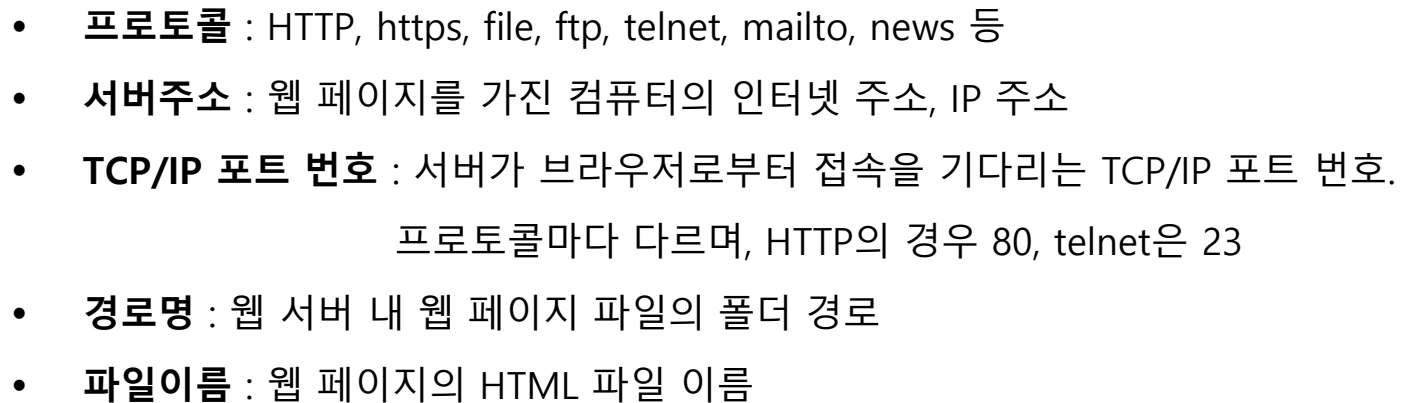 • 프로토콜 : HTTP, https, file, ftp, telnet, mailto, news 등
• 서버주소 : 웹 페이지를 가진 컴퓨터의 인터넷 주소, IP 주소
• TCP/IP 포트 번호 : 서버가 브라우저로부터 접속을 기다리는 TCP/IP 포트 번호.
프로토콜마다 다르며, HTTP의 경우 80, telnet은 23
• 경로명 : 웹 서버 내 웹 페이지 파일의 폴더 경로
• 파일이름 : 웹 페이지의 HTML 파일 이름